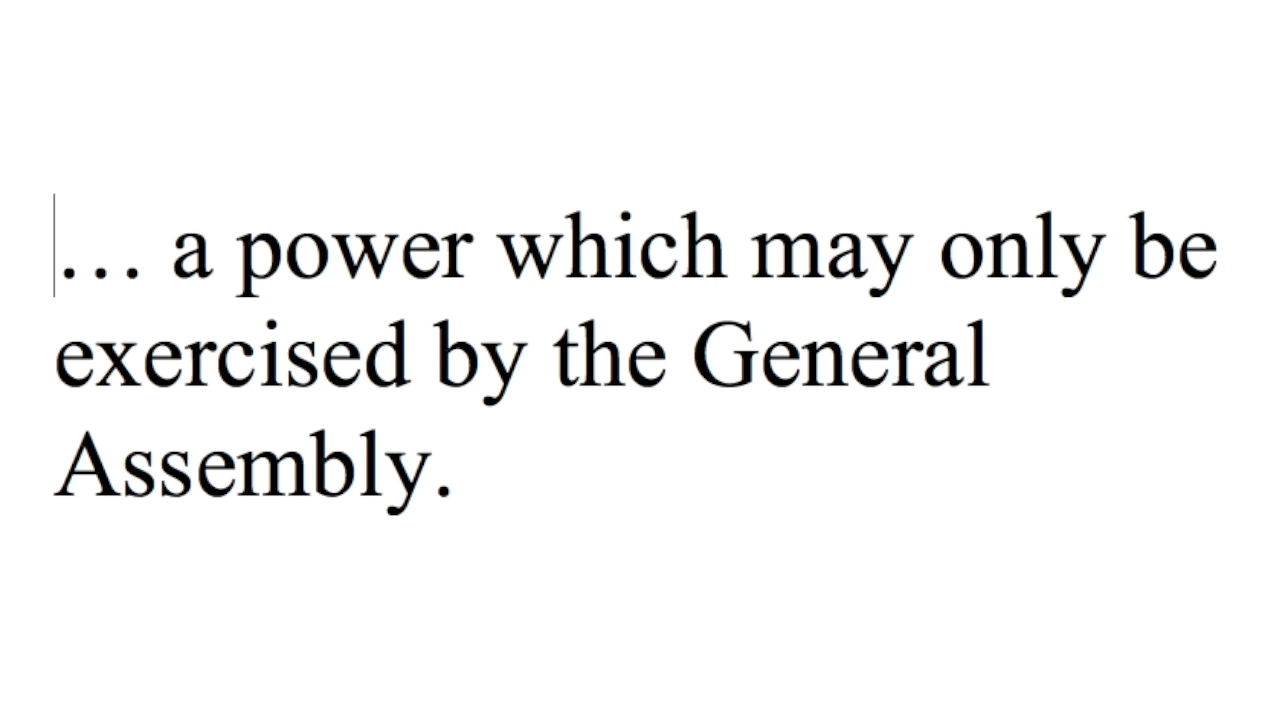 … a power which may only be
exercised by the General
Assembly.